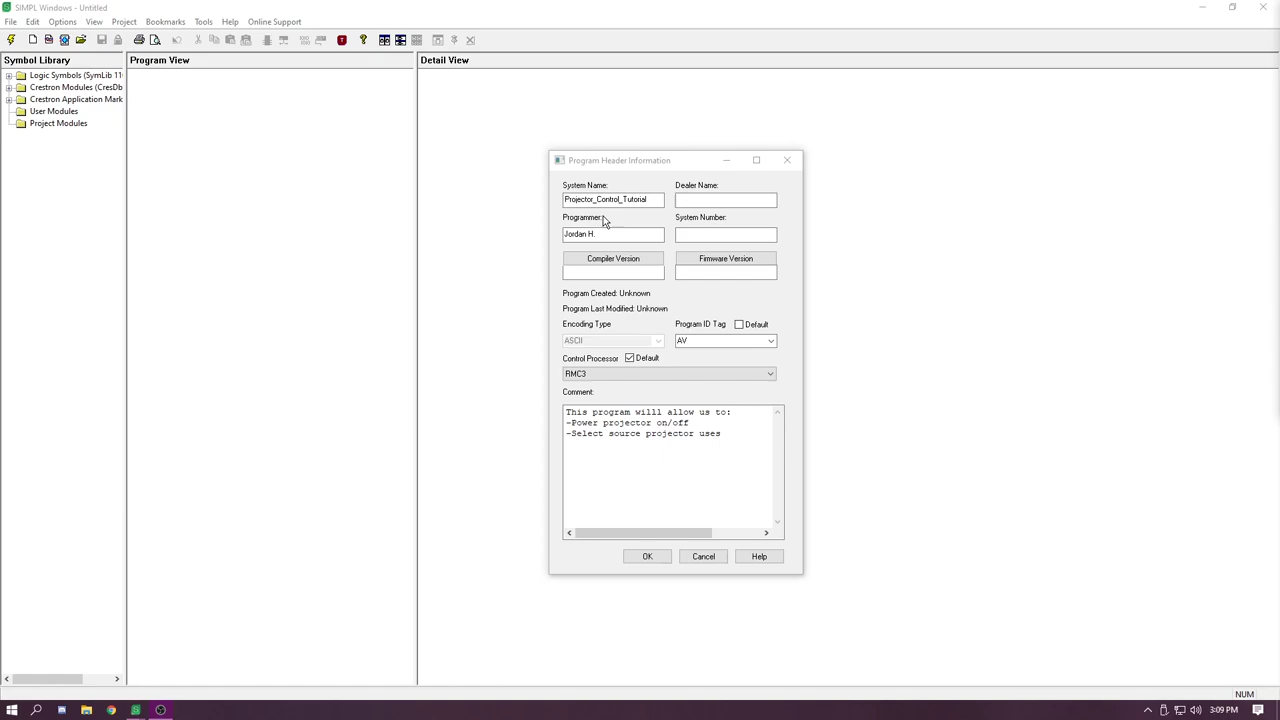 SIMPL Windows - Untitled
File Edit Options View Project Bookmarks Tools Help Online Support
Symbol Library
Program View
Detail View
Logic Symbols (SymLib 11
Crestron Modules (CresDb
Crestron Application Mark
User Modules
Project Modules
Program Header Information
System Name: Dealer Name:
Projector_Control_Tutorial
Programmer: System Number:
Jordan H.
Compiler Version Firmware Version
Program Created: Unknown
Program Last Modified: Unknown
Encoding Type Program ID Tag Default
ASCII AV
Control Processor Default
RMC3
Comment:
This program willl allow us to:
-Power projector on/off
-Select source projector uses
OK Cancel Help
NUM
3:09 PM